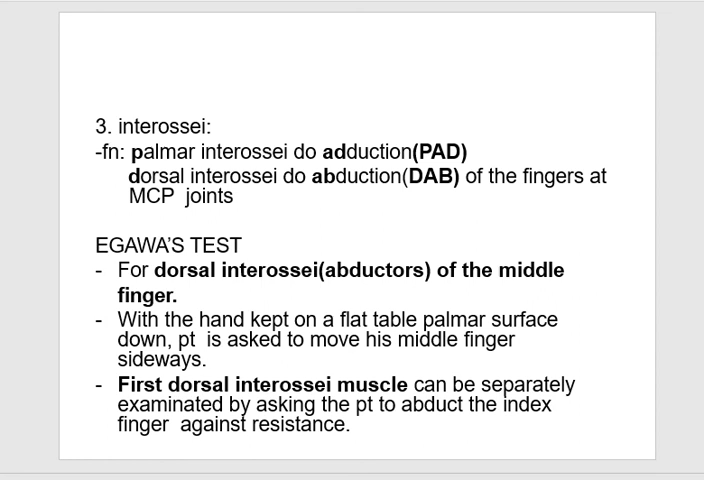 3. interossei:
-fn: palmar interossei do adduction(PAD)
dorsal interossei do abduction(DAB) of the fingers at
MCP joints
EGAWA'S TEST
- For dorsal interossei(abductors) of the middle
finger.
- With the hand kept on a flat table palmar surface
down, pt is asked to move his middle finger
sideways.
- First dorsal interossei muscle can be separately
examinated by asking the pt to abduct the index
finger against resistance.